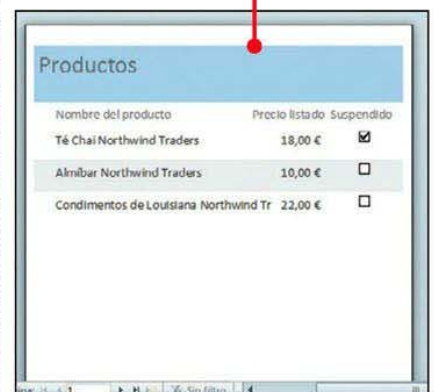 Productos
Nombre del producto Precio listado Suspendido
Té Chai Northwind Traders 18,00 €
Almíbar Northwind Traders 10,00 €
Condimentos de Louisiana Northwind Tr 22,00 €
1 Sin filtro